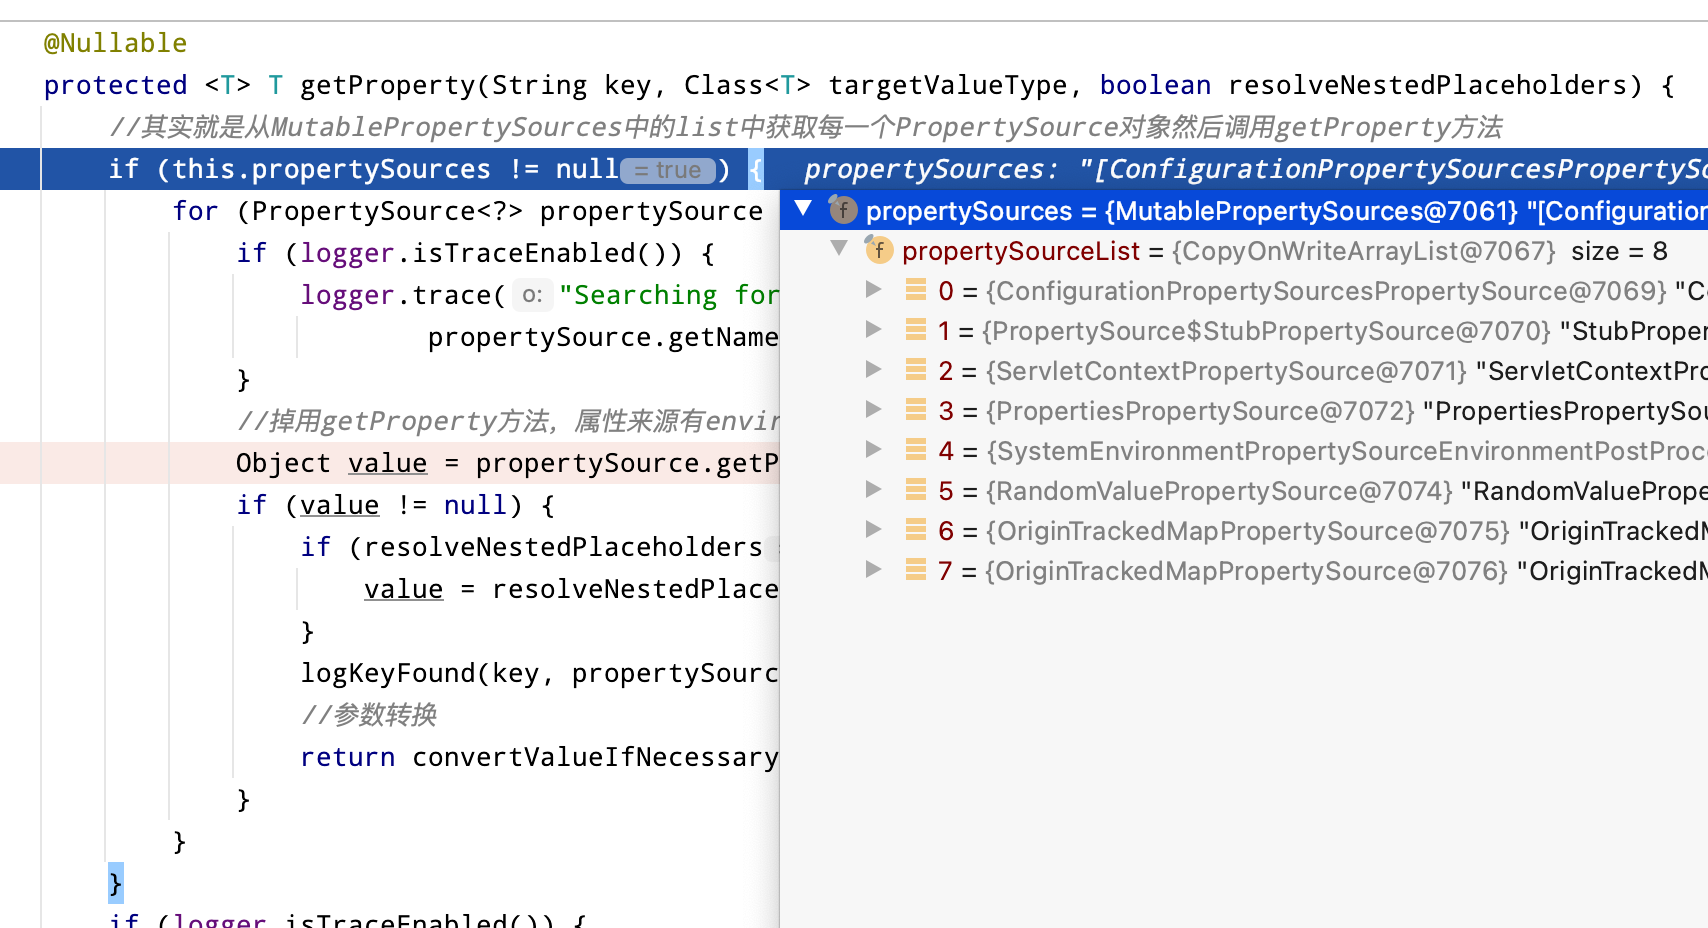 @Nullable
protected <T> T getProperty(String key, Class<T> targetValueType, boolean resolveNestedPlaceholders) {
//其实就是从MutablePropertySources中的list中获取每一个PropertySource对象然后调用getProperty方法
if (this.propertySources != null = true ) { propertySources: "[ConfigurationPropertySourcesPropertySo
for (PropertySource<?> propertySource
if (logger.isTraceEnabled()) {
logger.trace( o: "Searching for
propertySource.getName
}
//掉用getProperty方法，属性来源有envir
Object value = propertySource.getP
if (value != null) {
if (resolveNestedPlaceholders
value = resolveNestedPlace
}
logKeyFound(key, propertySourc
//参数转换
return convertValueIfNecessary
}
}
}
if (logger.isTraceEnabled()) {
f propertySources = {MutablePropertySources@7061} "[Configuration
f propertySourceList = {CopyOnWriteArrayList@7067} size = 8
0 = {ConfigurationPropertySourcesPropertySource@7069} "Co
1 = {PropertySource$StubPropertySource@7070} "StubProper
2 = {ServletContextPropertySource@7071} "ServletContextPro
3 = {PropertiesPropertySource@7072} "PropertiesPropertySou
4 = {SystemEnvironmentPropertySourceEnvironmentPostProce
5 = {RandomValuePropertySource@7074} "RandomValuePrope
6 = {OriginTrackedMapPropertySource@7075} "OriginTrackedM
7 = {OriginTrackedMapPropertySource@7076} "OriginTrackedM